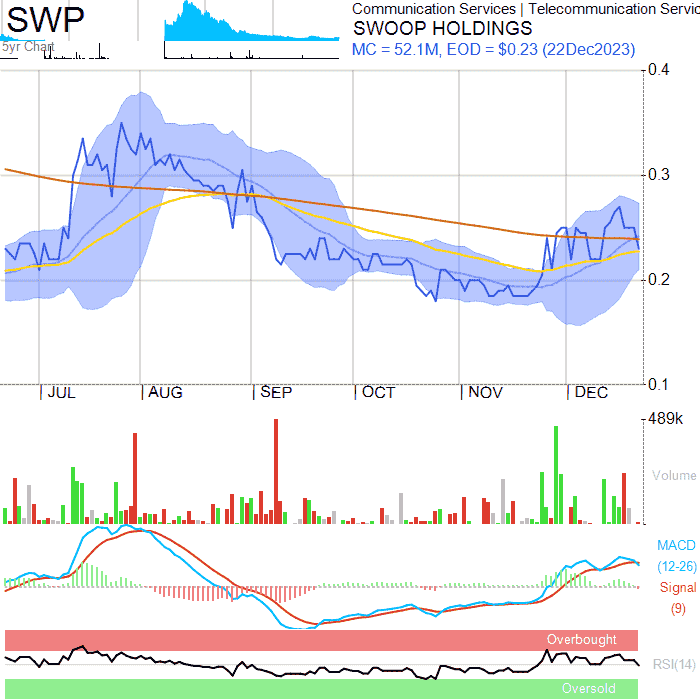 SWP
Communication Services | Telecommunication Servic
SWOOP HOLDINGS
5yr Chart
MC = 52.1M, EOD = $0.23 (22Dec2023)
0.4
0.3
0.2
0.1
| JUL | AUG | SEP | OCT | NOV | DEC
489k
Volume
MACD
(12-26)
Signal
(9)
Overbought
RSI(14)
Oversold